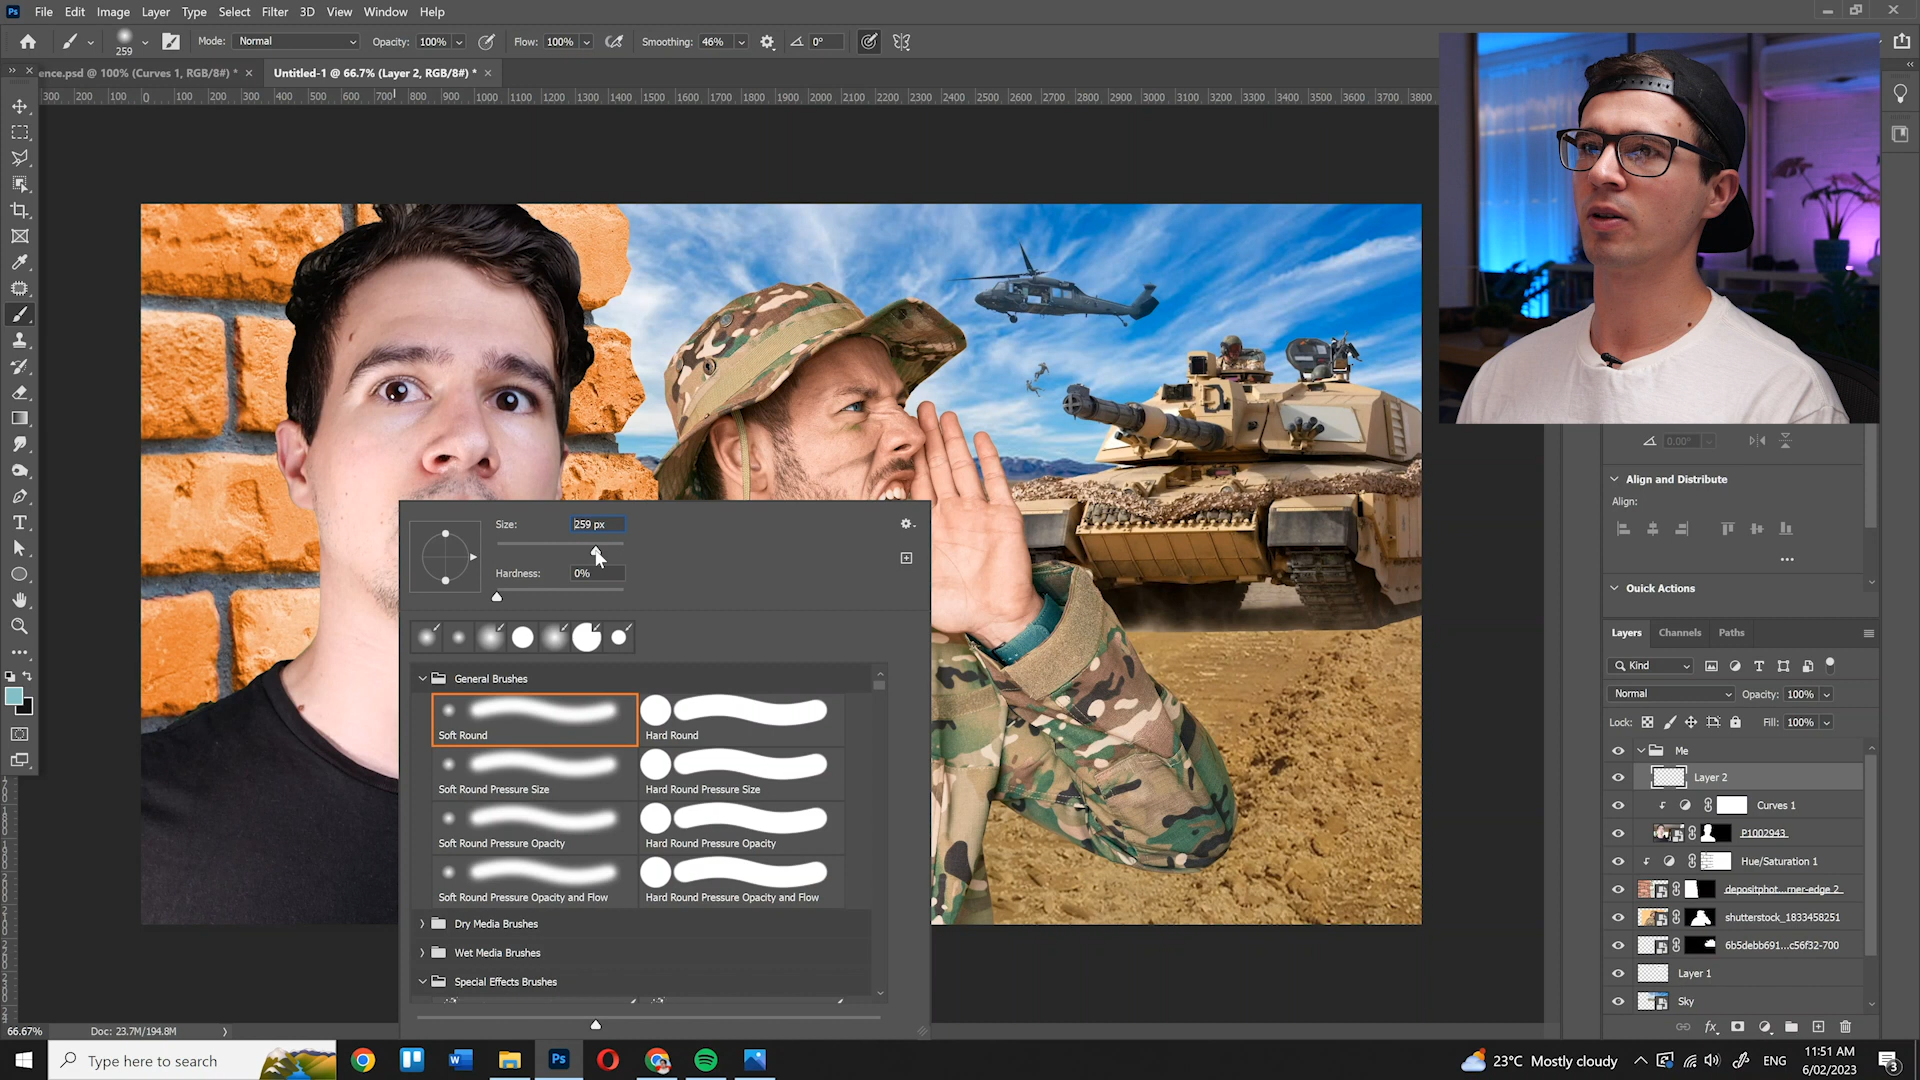 Ps File Edit Image Layer Type Select Filter 3D View Window Help
259 Mode: Normal Opacity: 100% Flow: 100% Smoothing: 46% 0°
ence.psd @ 100% (Curves 1, RGB/8#) * × Untitled-1 @ 66.7% (Layer 2, RGB/8#) * ×
300 200 100 0 100 200 300 400 500 600 700 800 900 1000 1100 1200 1300 1400 1500 1600 1700 1800 1900 2000 2100 2200 2300 2400 2500 2600 2700 2800 2900 3000 3100 3200 3300 3400 3500 3600 3700 3800
0.00°
Align and Distribute
Align:
Quick Actions
Size: 259 px
Hardness: 0%
General Brushes
Soft Round Hard Round
Soft Round Pressure Size Hard Round Pressure Size
Soft Round Pressure Opacity Hard Round Pressure Opacity
Soft Round Pressure Opacity and Flow Hard Round Pressure Opacity and Flow
Dry Media Brushes
Wet Media Brushes
Special Effects Brushes
Layers Channels Paths
Kind
Normal Opacity: 100%
Lock: Fill: 100%
Me
Layer 2
Curves 1
P1002943
Hue/Saturation 1
depositphot...rner-edge 2
shutterstock_1833458251
6b5debb691...c56f32-700
Layer 1
Sky
66.67% Doc: 23.7M/194.8M
Type here to search
23°C Mostly cloudy ENG 11:51 AM
6/02/2023
3